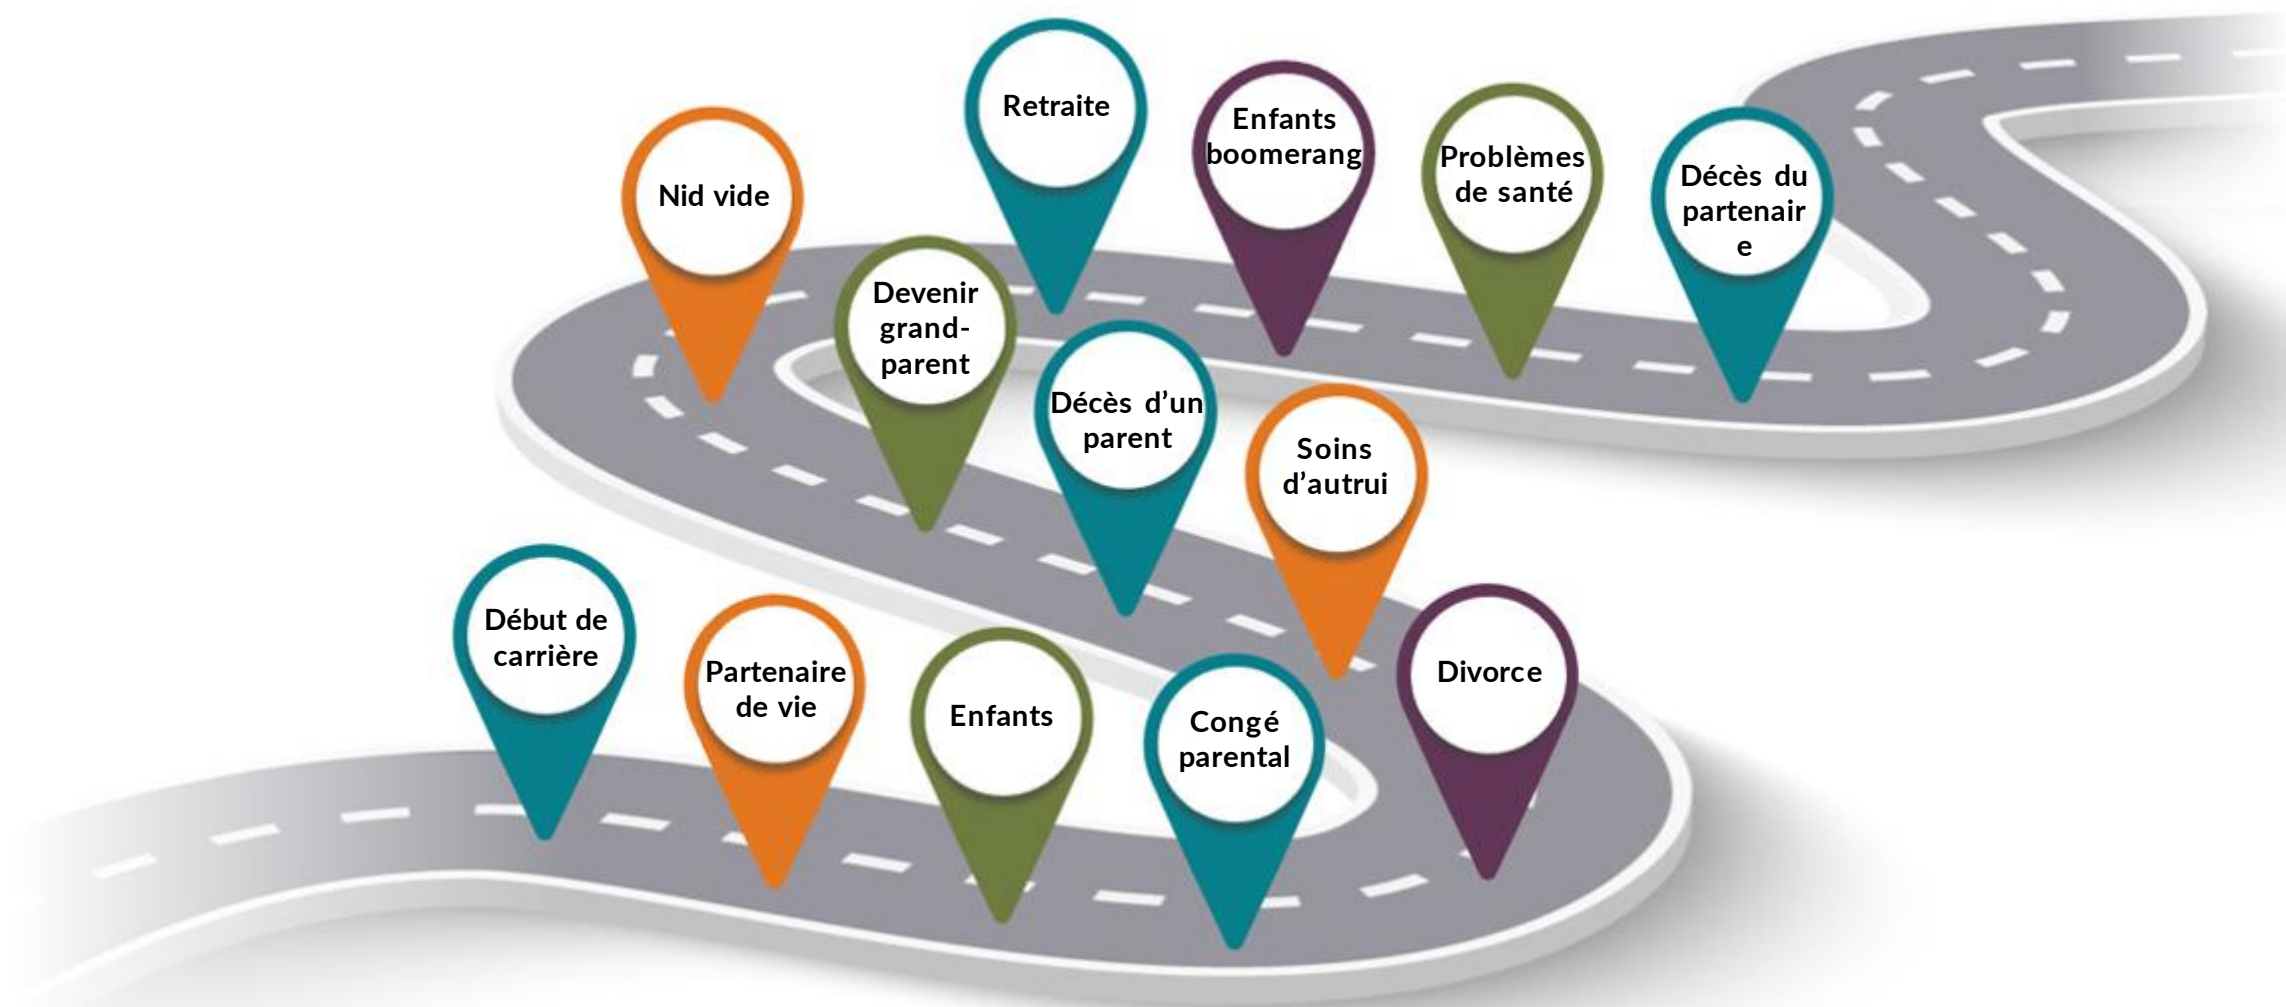 Retraite
Enfants
boomerang
Problèmes
de santé
Décès du
partenair
e
Nid vide
Devenir
grand-
parent
Décès d’un
parent
Soins
d’autrui
Début de
carrière
Partenaire
de vie
Enfants
Congé
parental
Divorce